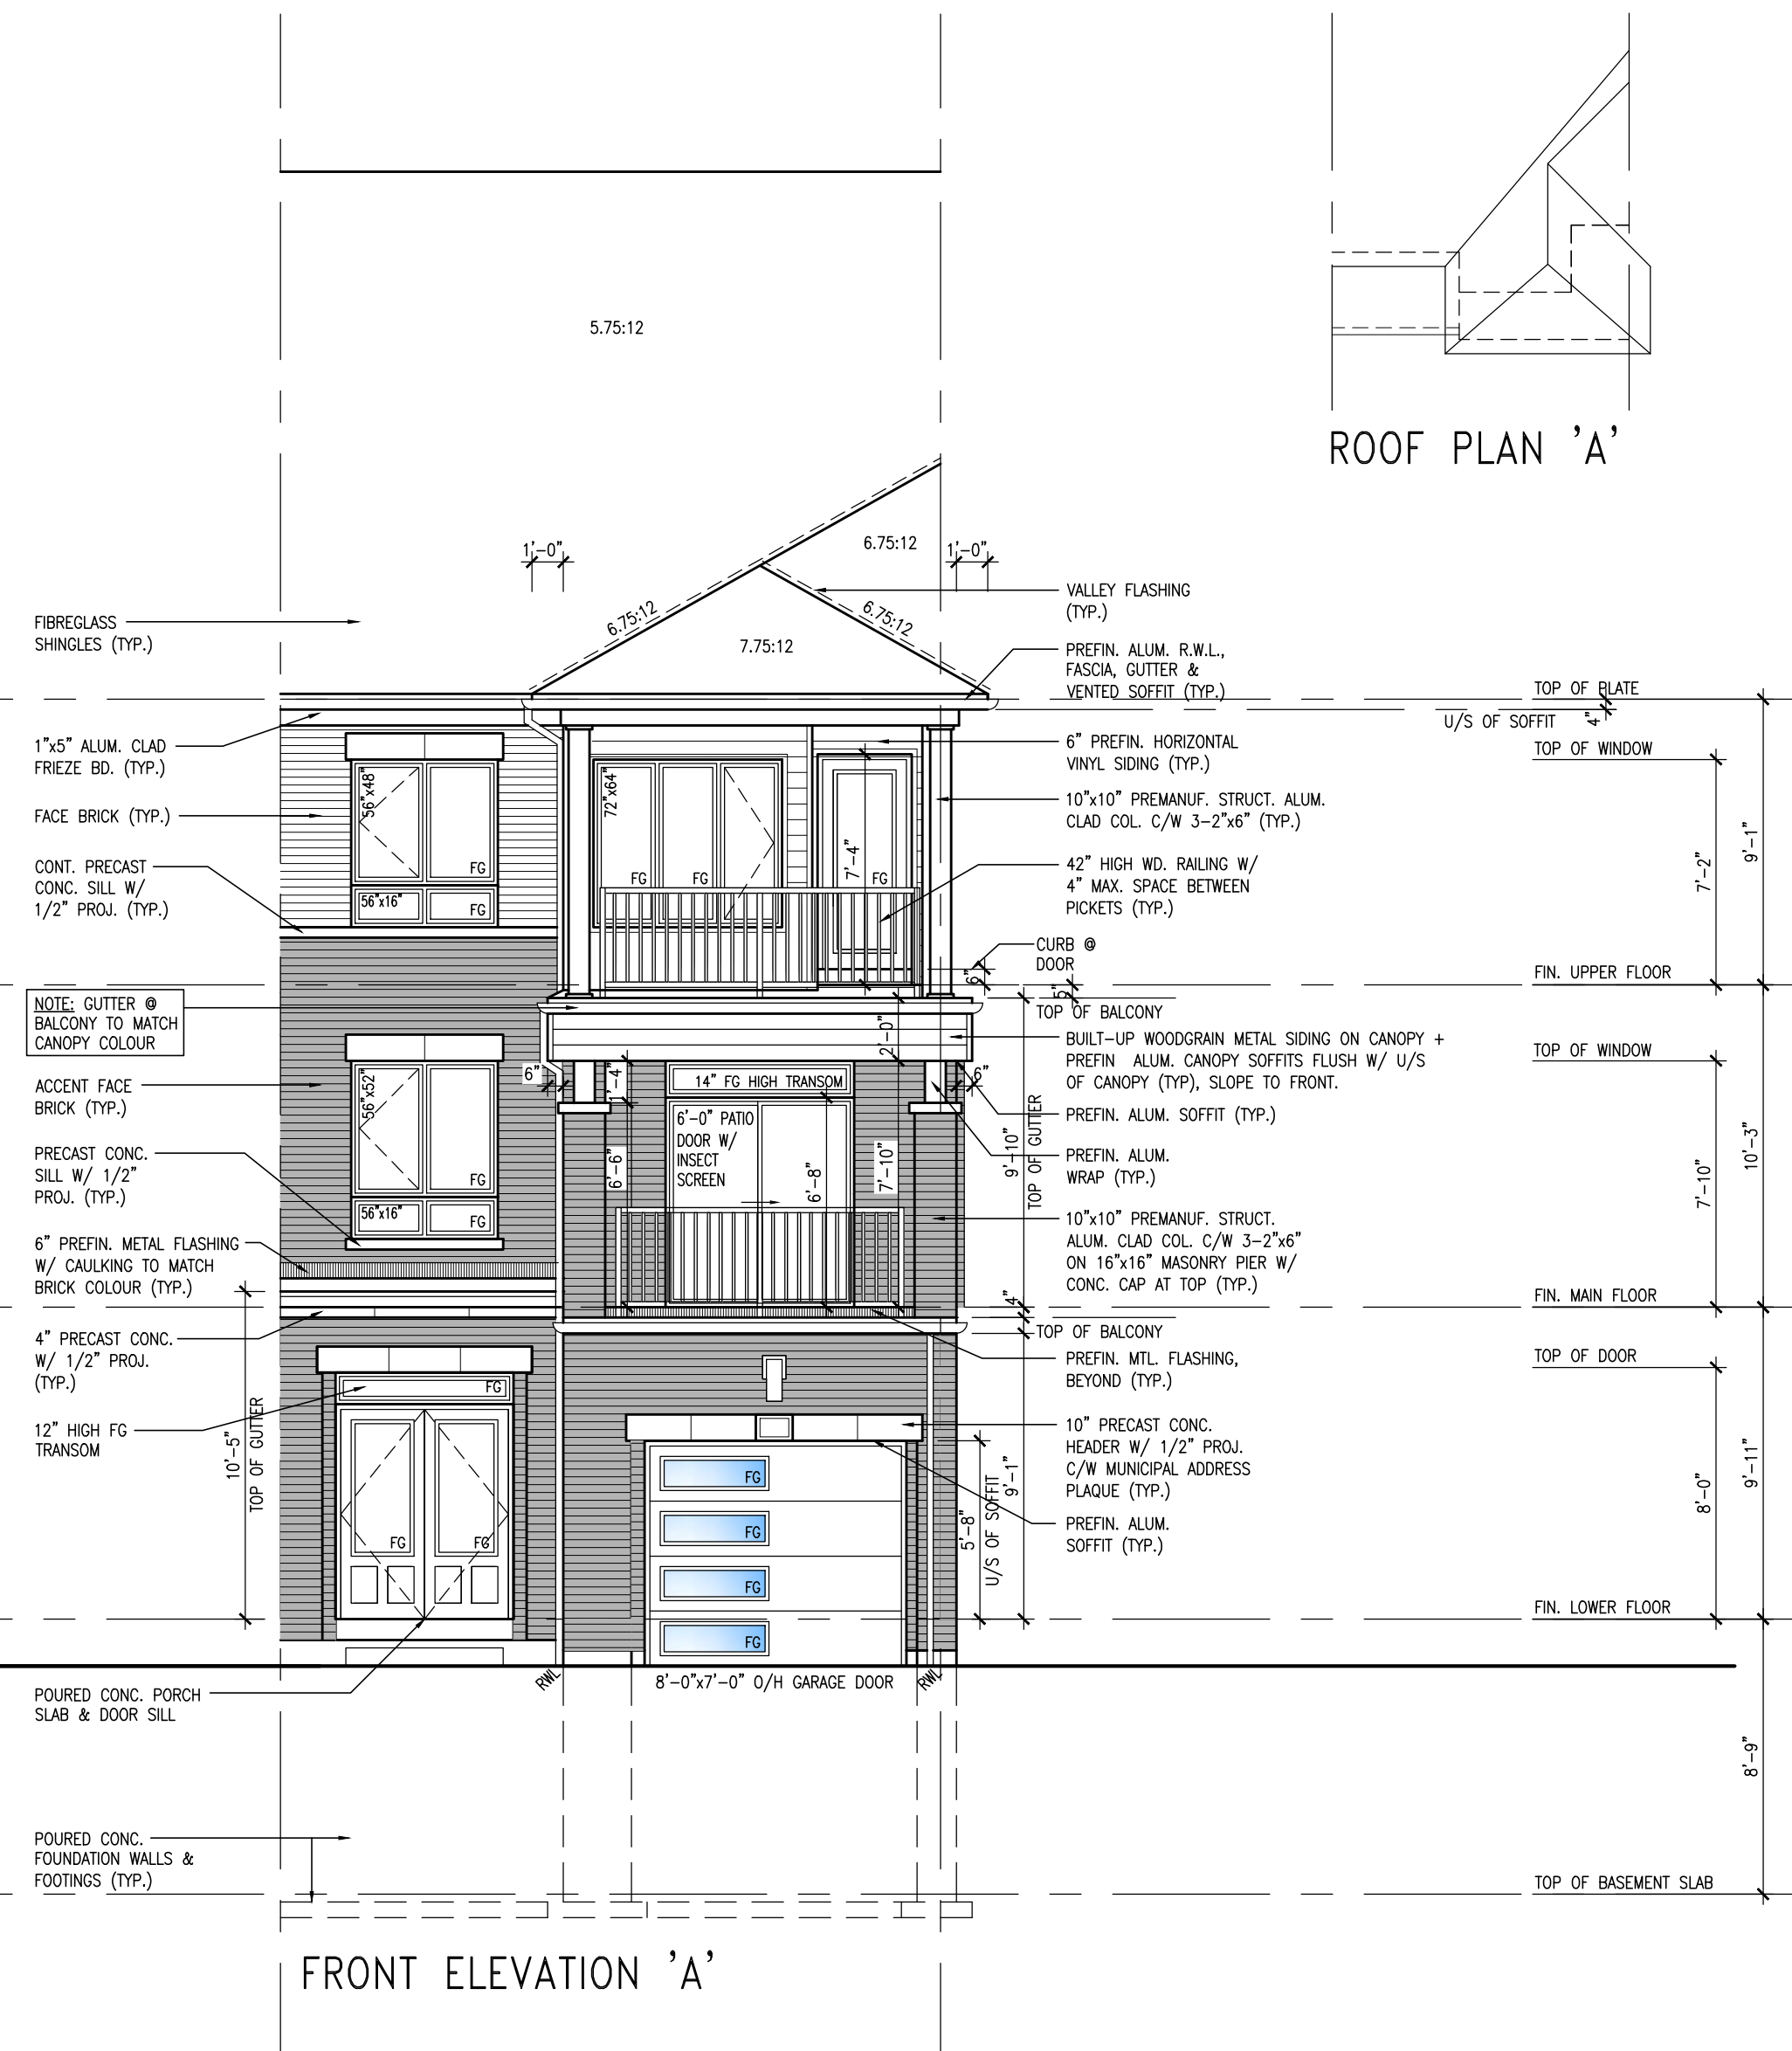 ROOF PLAN 'A'
5.75:12
1'-0"
6.75:12
1'-0"
6.75:12
6.75:12
7.75:12
FIBREGLASS
SHINGLES (TYP.)
1"x5" ALUM. CLAD
FRIEZE BD. (TYP.)
FACE BRICK (TYP.)
CONT. PRECAST
CONC. SILL W/
1/2" PROJ. (TYP.)
NOTE: GUTTER @
BALCONY TO MATCH
CANOPY COLOUR
ACCENT FACE
BRICK (TYP.)
PRECAST CONC.
SILL W/ 1/2"
PROJ. (TYP.)
6" PREFIN. METAL FLASHING
W/ CAULKING TO MATCH
BRICK COLOUR (TYP.)
4" PRECAST CONC.
W/ 1/2" PROJ.
(TYP.)
12" HIGH FG
TRANSOM
10'-5"
TOP OF GUTTER
POURED CONC. PORCH
SLAB & DOOR SILL
POURED CONC.
FOUNDATION WALLS &
FOOTINGS (TYP.)
56"x48"
FG
56"x16"
FG
72"x64"
FG
FG
7'-4"
FG
56"x52"
FG
56"x16"
FG
6"
1'-4"
2'-0"
6"
14" FG HIGH TRANSOM
6'-0" PATIO
DOOR W/
INSECT
SCREEN
6'-6"
6'-8"
7'-10"
9'-10"
TOP OF GUTTER
FG
FG
FG
FG
FG
FG
FG
5'-8"
U/S OF SOFFIT
9'-1"
RWL
8'-0"x7'-0" O/H GARAGE DOOR
RWL
VALLEY FLASHING
(TYP.)
PREFIN. ALUM. R.W.L.,
FASCIA, GUTTER &
VENTED SOFFIT (TYP.)
6" PREFIN. HORIZONTAL
VINYL SIDING (TYP.)
10"x10" PREMANUF. STRUCT. ALUM.
CLAD COL. C/W 3-2"x6" (TYP.)
42" HIGH WD. RAILING W/
4" MAX. SPACE BETWEEN
PICKETS (TYP.)
CURB @
DOOR
6"
5"
TOP OF BALCONY
BUILT-UP WOODGRAIN METAL SIDING ON CANOPY +
PREFIN ALUM. CANOPY SOFFITS FLUSH W/ U/S
OF CANOPY (TYP), SLOPE TO FRONT.
PREFIN. ALUM. SOFFIT (TYP.)
PREFIN. ALUM.
WRAP (TYP.)
10"x10" PREMANUF. STRUCT.
ALUM. CLAD COL. C/W 3-2"x6"
ON 16"x16" MASONRY PIER W/
CONC. CAP AT TOP (TYP.)
4"
TOP OF BALCONY
PREFIN. MTL. FLASHING,
BEYOND (TYP.)
10" PRECAST CONC.
HEADER W/ 1/2" PROJ.
C/W MUNICIPAL ADDRESS
PLAQUE (TYP.)
PREFIN. ALUM.
SOFFIT (TYP.)
TOP OF PLATE
U/S OF SOFFIT
4"
TOP OF WINDOW
7'-2"
9'-1"
FIN. UPPER FLOOR
TOP OF WINDOW
7'-10"
10'-3"
FIN. MAIN FLOOR
TOP OF DOOR
8'-0"
9'-11"
FIN. LOWER FLOOR
8'-9"
TOP OF BASEMENT SLAB
FRONT ELEVATION 'A'